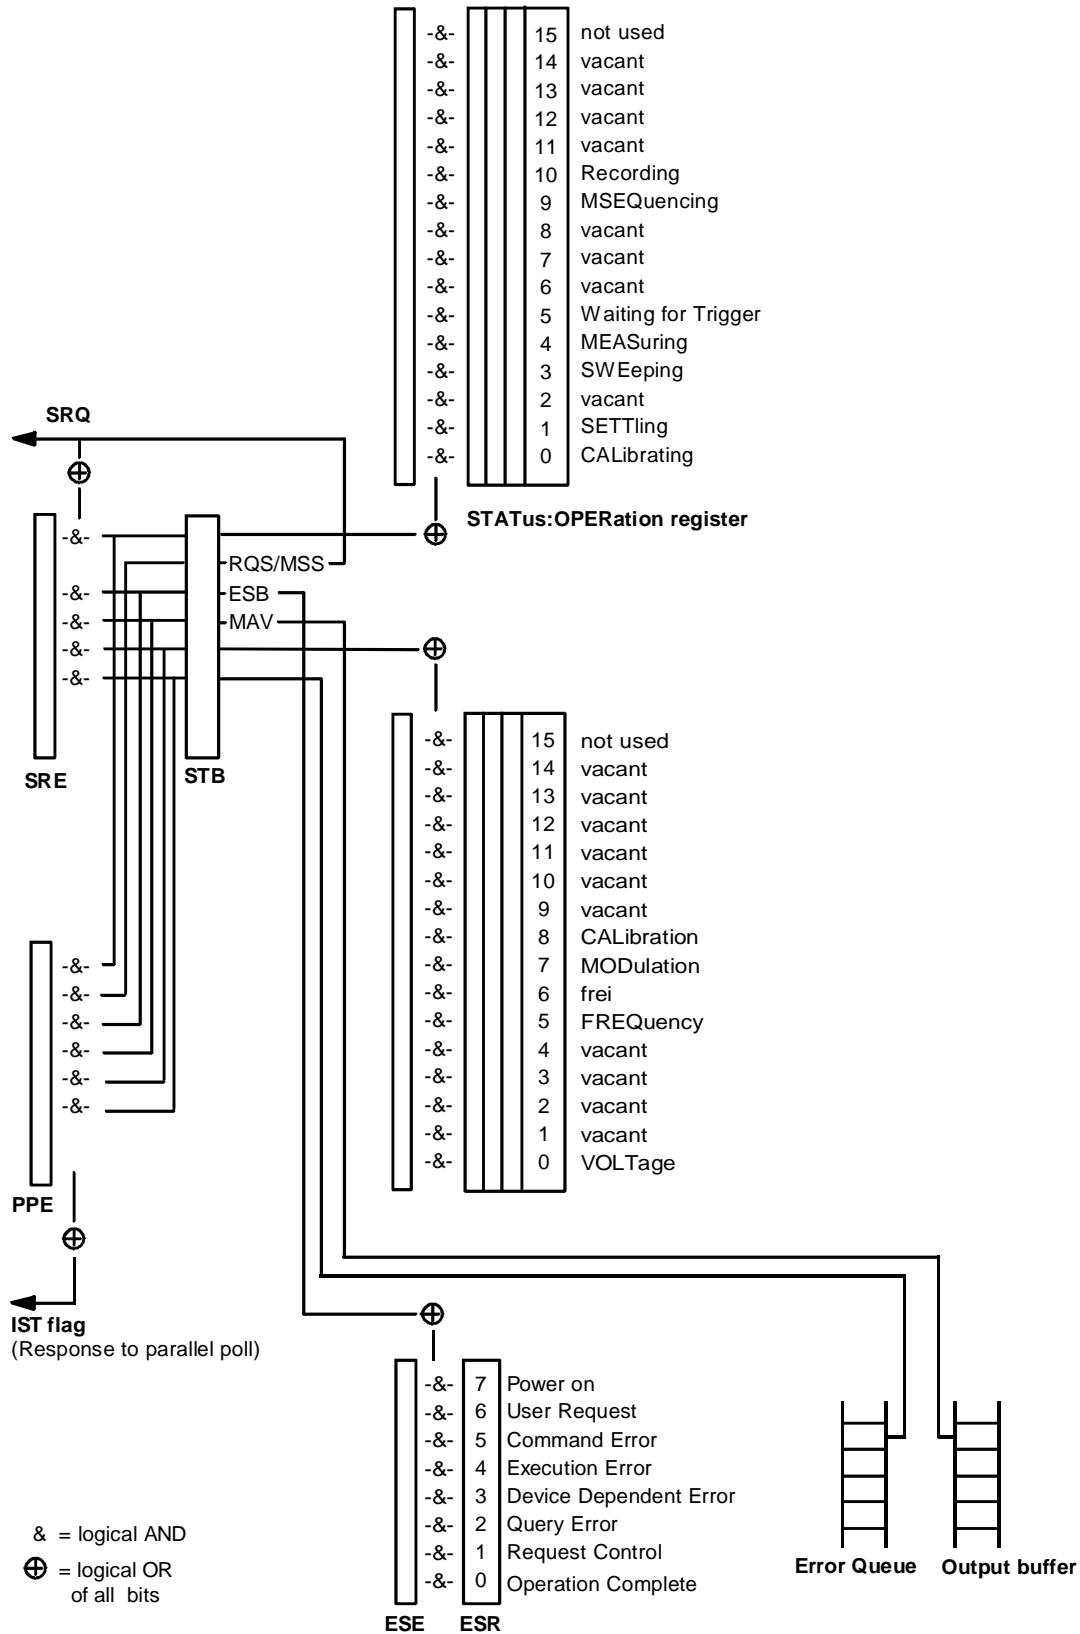 -&- 15 not used
-&- 14 vacant
-&- 13 vacant
-&- 12 vacant
-&- 11 vacant
-&- 10 Recording
-&- 9 MSEQuencing
-&- 8 vacant
-&- 7 vacant
-&- 6 vacant
-&- 5 Waiting for Trigger
-&- 4 MEASuring
-&- 3 SWEeping
-&- 2 vacant
-&- 1 SETTling
-&- 0 CALibrating
STATus:OPERation register
SRQ
-&-
-&-
-&-
-&-
-&-
SRE
STB
RQS/MSS
ESB
MAV
-&- 15 not used
-&- 14 vacant
-&- 13 vacant
-&- 12 vacant
-&- 11 vacant
-&- 10 vacant
-&- 9 vacant
-&- 8 CALibration
-&- 7 MODulation
-&- 6 frei
-&- 5 FREQuency
-&- 4 vacant
-&- 3 vacant
-&- 2 vacant
-&- 1 vacant
-&- 0 VOLTage
-&-
-&-
-&-
-&-
-&-
-&-
PPE
IST flag
(Response to parallel poll)
-&- 7 Power on
-&- 6 User Request
-&- 5 Command Error
-&- 4 Execution Error
-&- 3 Device Dependent Error
-&- 2 Query Error
-&- 1 Request Control
-&- 0 Operation Complete
ESE ESR
Error Queue
Output buffer
& = logical AND
⊕ = logical OR
of all bits